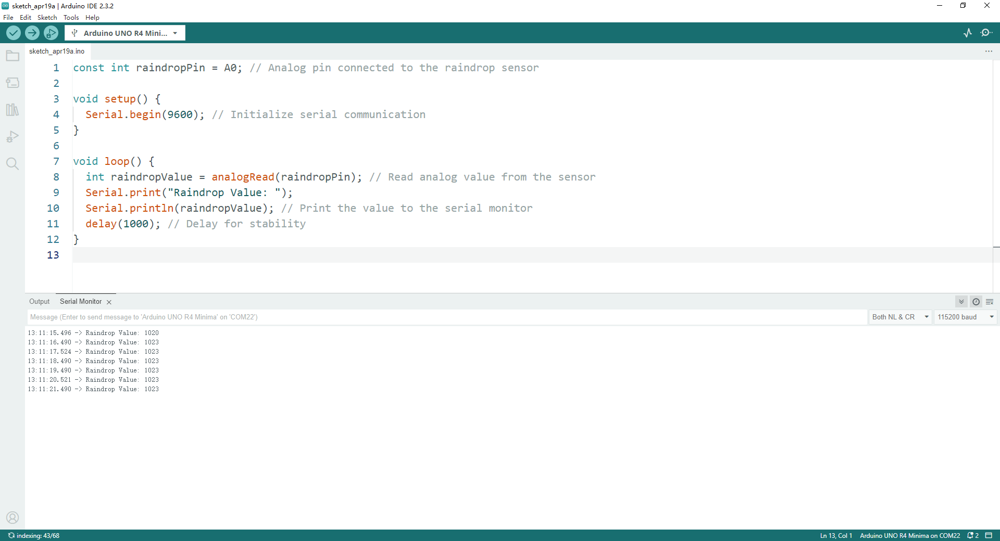 sketch_apr19a | Arduino IDE 2.3.2
File Edit Sketch Tools Help
Arduino UNO R4 Mini...
sketch_apr19a.ino
1 const int raindropPin = A0; // Analog pin connected to the raindrop sensor
2
3 void setup() {
4 Serial.begin(9600); // Initialize serial communication
5 }
6
7 void loop() {
8 int raindropValue = analogRead(raindropPin); // Read analog value from the sensor
9 Serial.print("Raindrop Value: ");
10 Serial.println(raindropValue); // Print the value to the serial monitor
11 delay(1000); // Delay for stability
12 }
13
Output Serial Monitor
Message (Enter to send message to 'Arduino UNO R4 Minima' on 'COM22') Both NL & CR 115200 baud
13:11:15.496 -> Raindrop Value: 1020
13:11:16.490 -> Raindrop Value: 1023
13:11:17.524 -> Raindrop Value: 1023
13:11:18.490 -> Raindrop Value: 1023
13:11:19.490 -> Raindrop Value: 1023
13:11:20.521 -> Raindrop Value: 1023
13:11:21.490 -> Raindrop Value: 1023
indexing: 43/68 Ln 13, Col 1 Arduino UNO R4 Minima on COM22 2